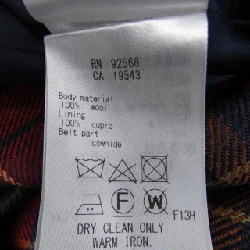 RN 92568
CA 19543
Body material
100% wool
Lining
100% cupro
Belt part
cowhide
F W F13H
DRY CLEAN ONLY
WARM IRON.